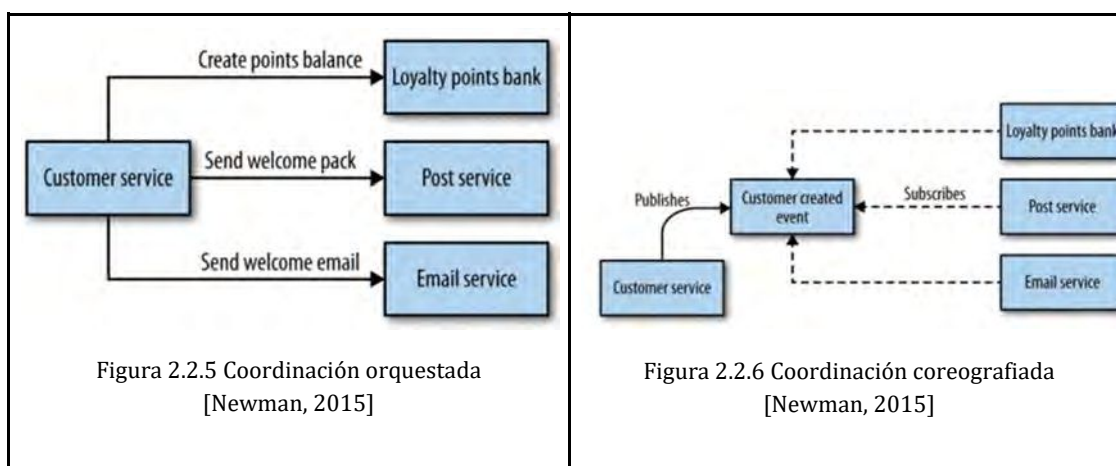 Create points balance
Loyalty points bank
Customer service
Send welcome pack
Post service
Send welcome email
Email service
Figura 2.2.5 Coordinación orquestada
[Newman, 2015]
Loyalty points bank
Publishes
Customer created
event
Subscribes
Post service
Customer service
Email service
Figura 2.2.6 Coordinación coreografiada
[Newman, 2015]